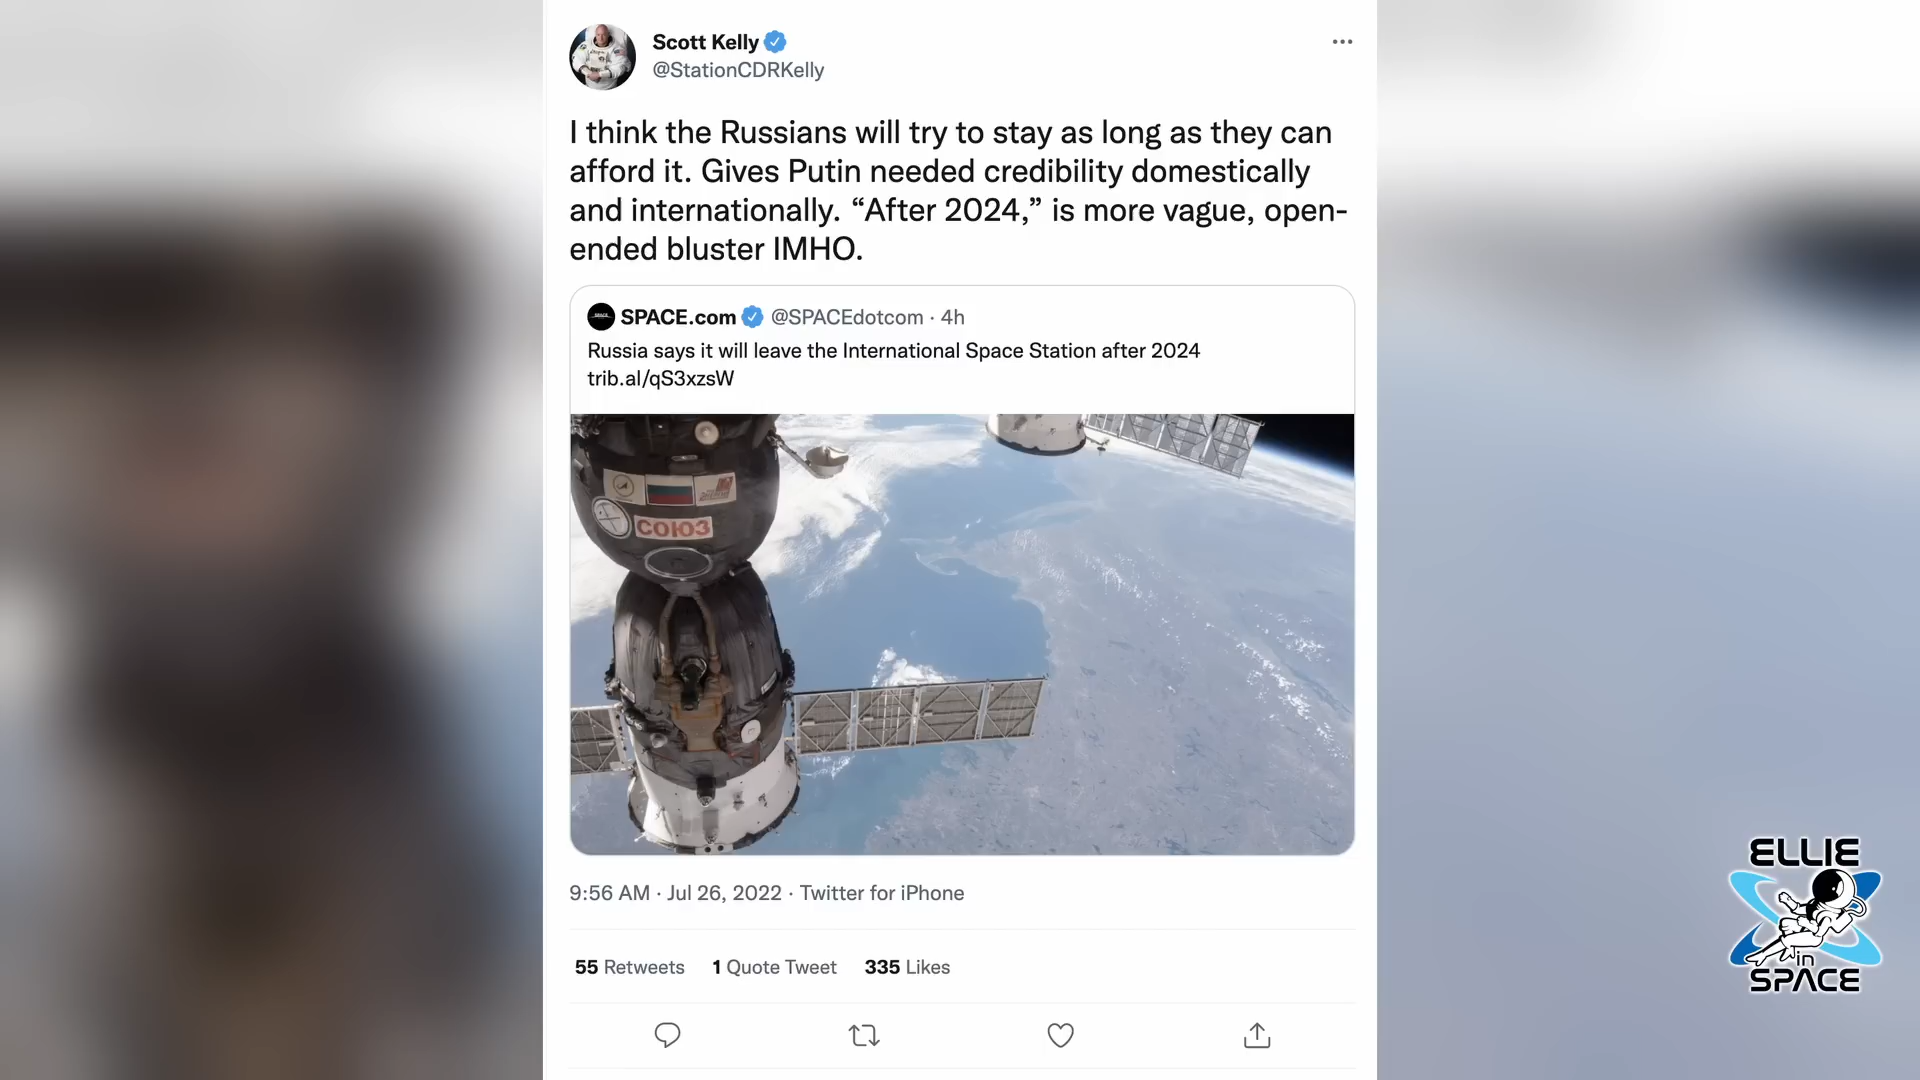 Scott Kelly
@StationCDRKelly
I think the Russians will try to stay as long as they can
afford it. Gives Putin needed credibility domestically
and internationally. “After 2024,” is more vague, open-
ended bluster IMHO.
SPACE.com @SPACEdotcom · 4h
Russia says it will leave the International Space Station after 2024
trib.al/qS3xzsW
СОЮЗ
9:56 AM · Jul 26, 2022 · Twitter for iPhone
55 Retweets 1 Quote Tweet 335 Likes
ELLIE
in
SPACE